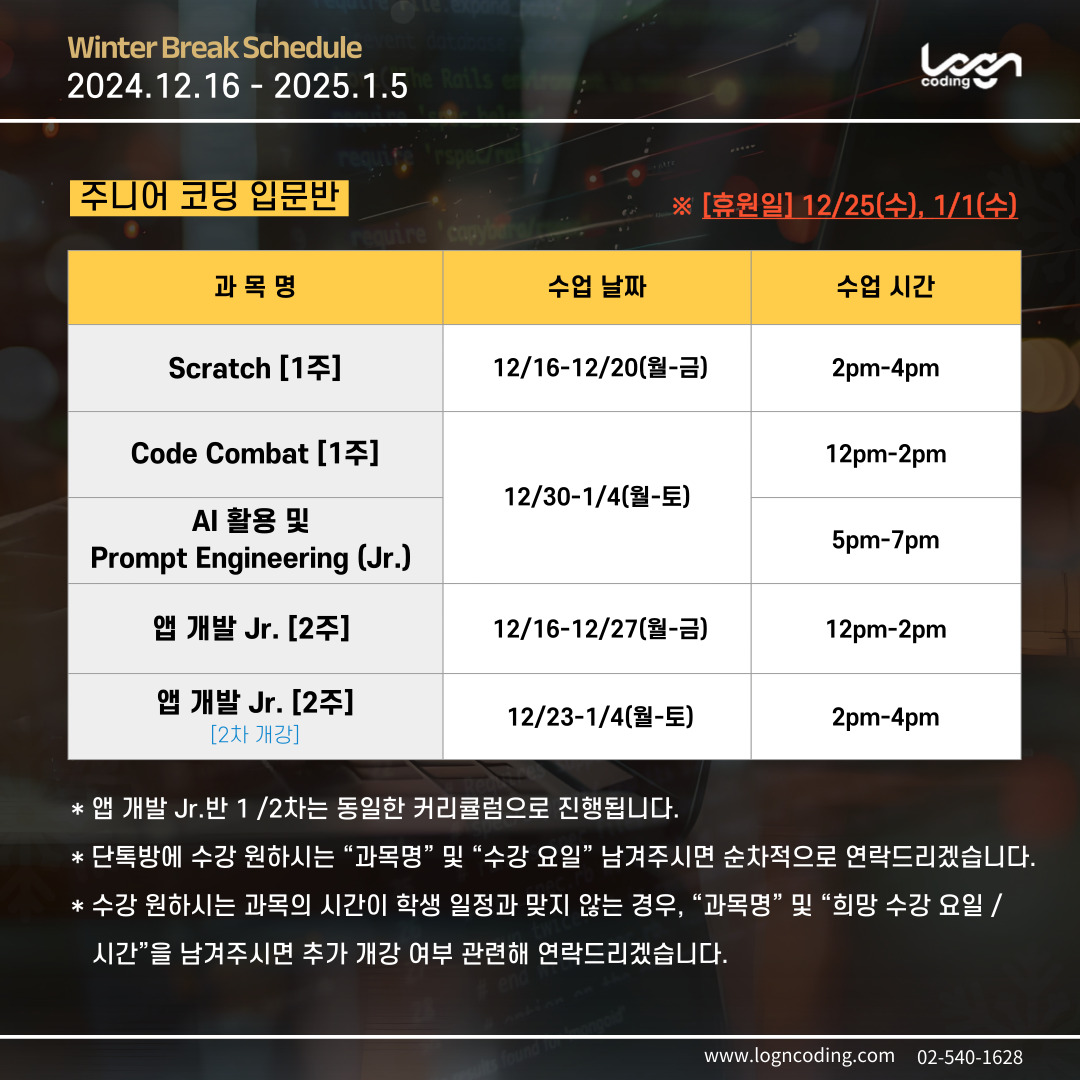 Winter Break Schedule
2024.12.16 - 2025.1.5
Logn
coding
주니어 코딩 입문반
※ [휴원일] 12/25(수), 1/1(수)
과 목 명
수업 날짜
수업 시간
Scratch [1주]
12/16-12/20(월-금)
2pm-4pm
Code Combat [1주]
12/30-1/4(월-토)
12pm-2pm
AI 활용 및
Prompt Engineering (Jr.)
5pm-7pm
앱 개발 Jr. [2주]
12/16-12/27(월-금)
12pm-2pm
앱 개발 Jr. [2주]
[2차 개강]
12/23-1/4(월-토)
2pm-4pm
* 앱 개발 Jr.반 1 /2차는 동일한 커리큘럼으로 진행됩니다.
* 단톡방에 수강 원하시는 “과목명” 및 “수강 요일” 남겨주시면 순차적으로 연락드리겠습니다.
* 수강 원하시는 과목의 시간이 학생 일정과 맞지 않는 경우, “과목명” 및 “희망 수강 요일 /
시간”을 남겨주시면 추가 개강 여부 관련해 연락드리겠습니다.
www.logncoding.com
02-540-1628